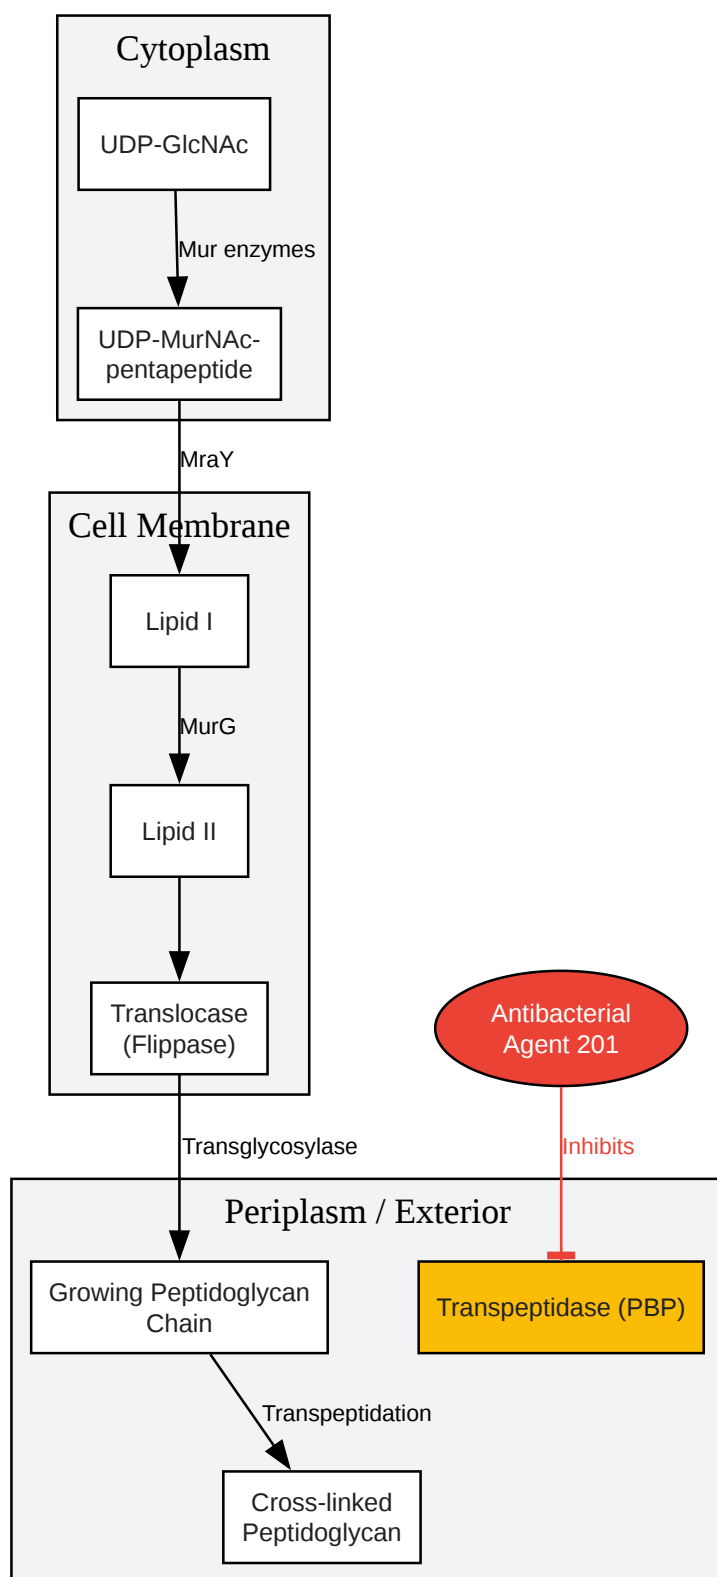 Cytoplasm
UDP-GlcNAc
Mur enzymes
UDP-MurNAc-
pentapeptide
MraY
Cell Membrane
Lipid I
MurG
Lipid II
Translocase
(Flippase)
Antibacterial
Agent 201
Transglycosylase
Inhibits
Periplasm / Exterior
Growing Peptidoglycan
Chain
Transpeptidase (PBP)
Transpeptidation
Cross-linked
Peptidoglycan